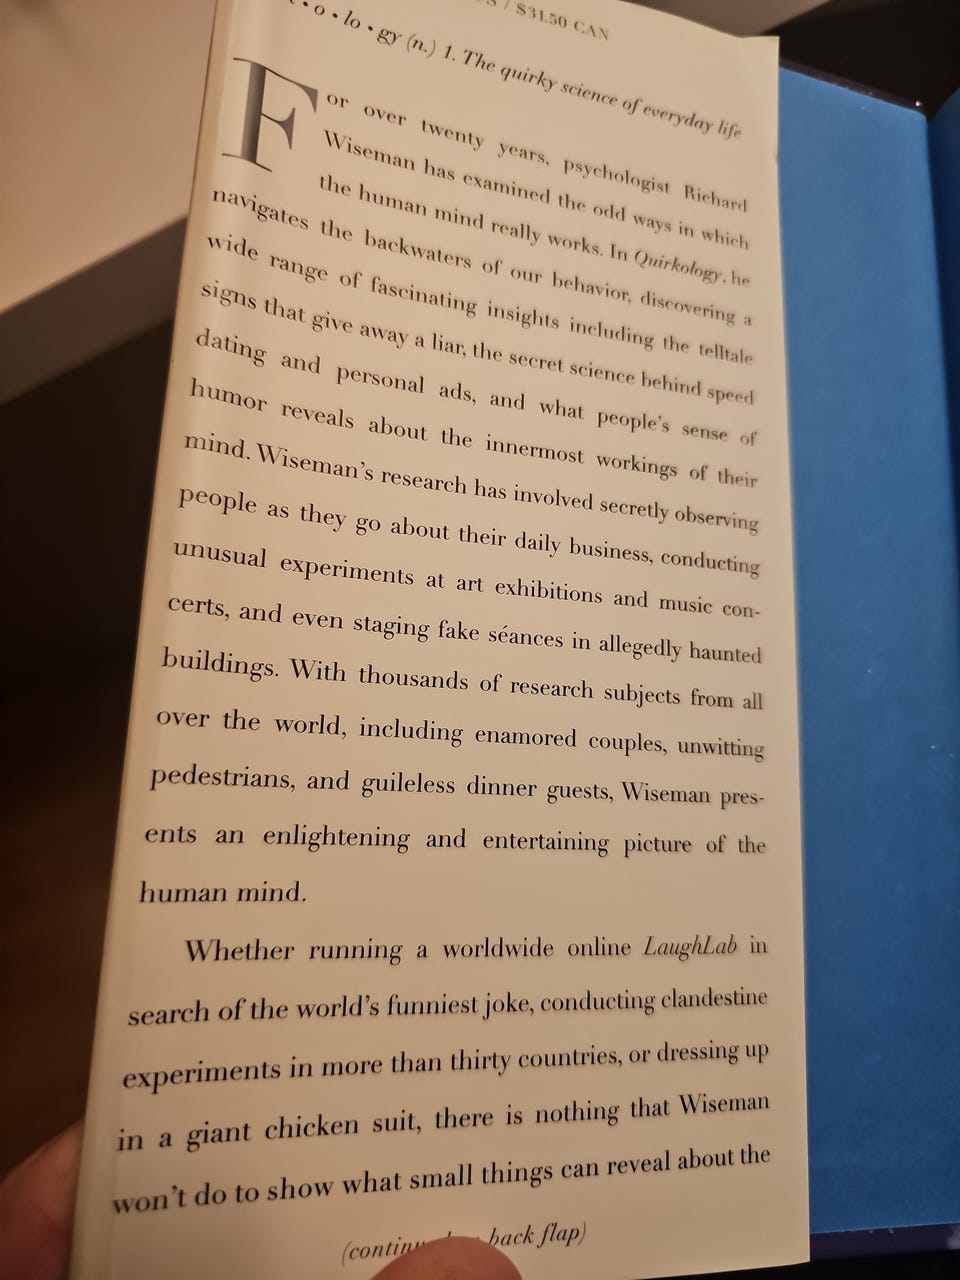 / $31.50 CAN
• o • lo • gy (n.) 1. The quirky science of everyday life
For over twenty years, psychologist Richard
Wiseman has examined the odd ways in which
the human mind really works. In Quirkology, he
navigates the backwaters of our behavior, discovering a
wide range of fascinating insights including the telltale
signs that give away a liar, the secret science behind speed
dating and personal ads, and what people's sense of
humor reveals about the innermost workings of their
mind. Wiseman's research has involved secretly observing
people as they go about their daily business, conducting
unusual experiments at art exhibitions and music con-
certs, and even staging fake séances in allegedly haunted
buildings. With thousands of research subjects from all
over the world, including enamored couples, unwitting
pedestrians, and guileless dinner guests, Wiseman pres-
ents an enlightening and entertaining picture of the
human mind.
Whether running a worldwide online LaughLab in
search of the world's funniest joke, conducting clandestine
experiments in more than thirty countries, or dressing up
in a giant chicken suit, there is nothing that Wiseman
won't do to show what small things can reveal about the
back flap)